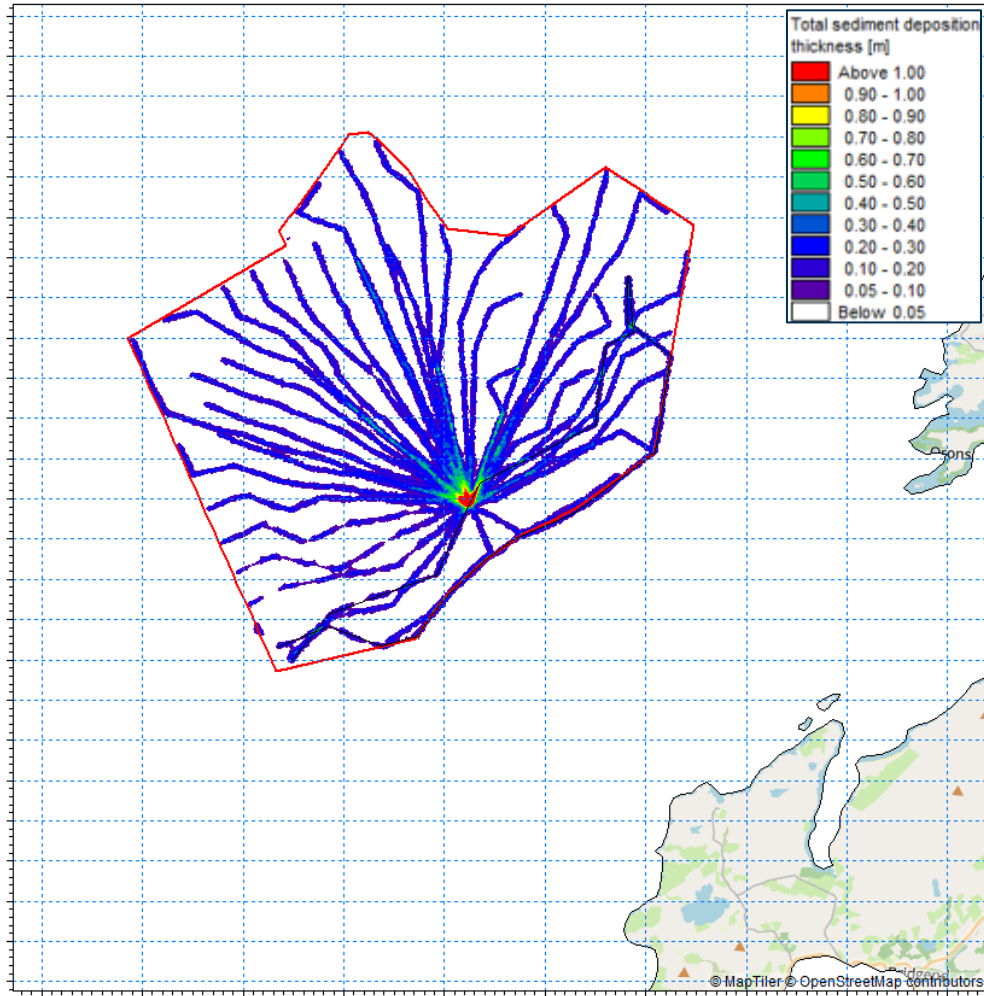 Total sediment deposition
thickness [m]
Above 1.00
0.90 - 1.00
0.80 - 0.90
0.70 - 0.80
0.60 - 0.70
0.50 - 0.60
0.40 - 0.50
0.30 - 0.40
0.20 - 0.30
0.10 - 0.20
0.05 - 0.10
Below 0.05
Orons
Bridgend
© MapTiler © OpenStreetMap contributors